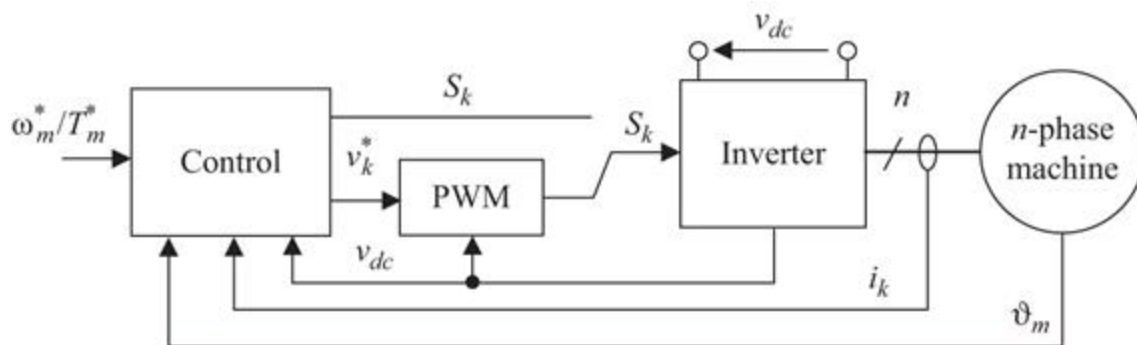 v_dc
S_k
n
ω*_m/T*_m
S_k
Control
v*_k
PWM
Inverter
n-phase
machine
v_dc
i_k
ϑ_m